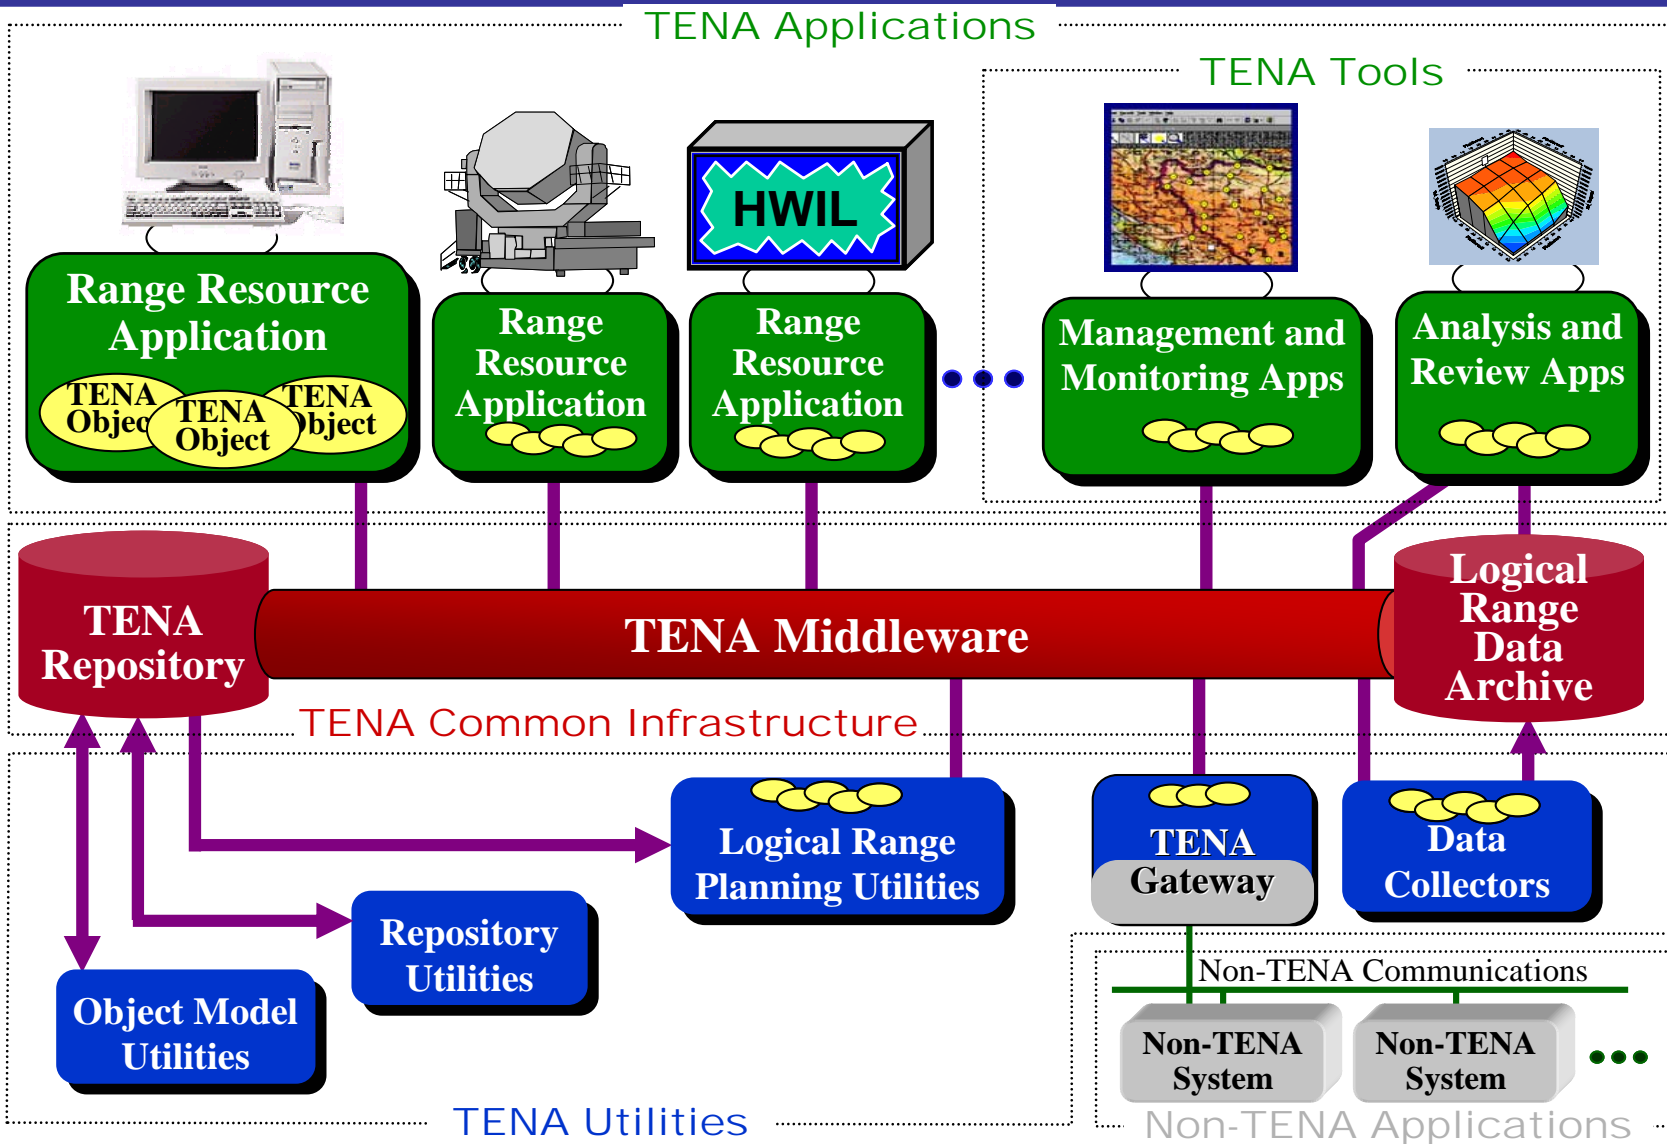 TENA Applications
TENA Tools
HWIL
Range Resource
Application
TENA
Object
TENA
Object
TENA
Object
Range
Resource
Application
Range
Resource
Application
Management and
Monitoring Apps
Analysis and
Review Apps
TENA
Repository
TENA Middleware
Logical
Range
Data
Archive
TENA Common Infrastructure
Logical Range
Planning Utilities
TENA
Gateway
Data
Collectors
Repository
Utilities
Object Model
Utilities
Non-TENA Communications
Non-TENA
System
Non-TENA
System
TENA Utilities
Non-TENA Applications